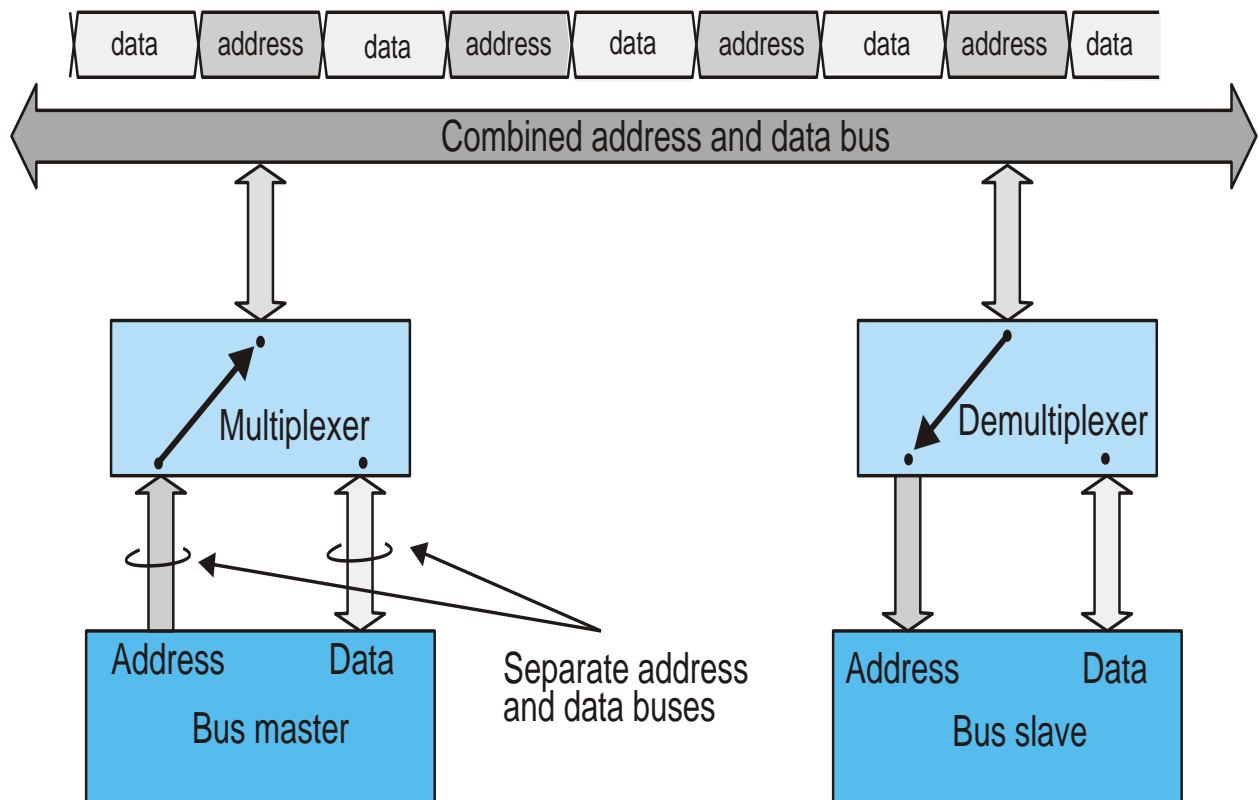 data address data address data address data address data
Combined address and data bus
Multiplexer
Demultiplexer
Address Data
Bus master
Separate address
and data buses
Address Data
Bus slave